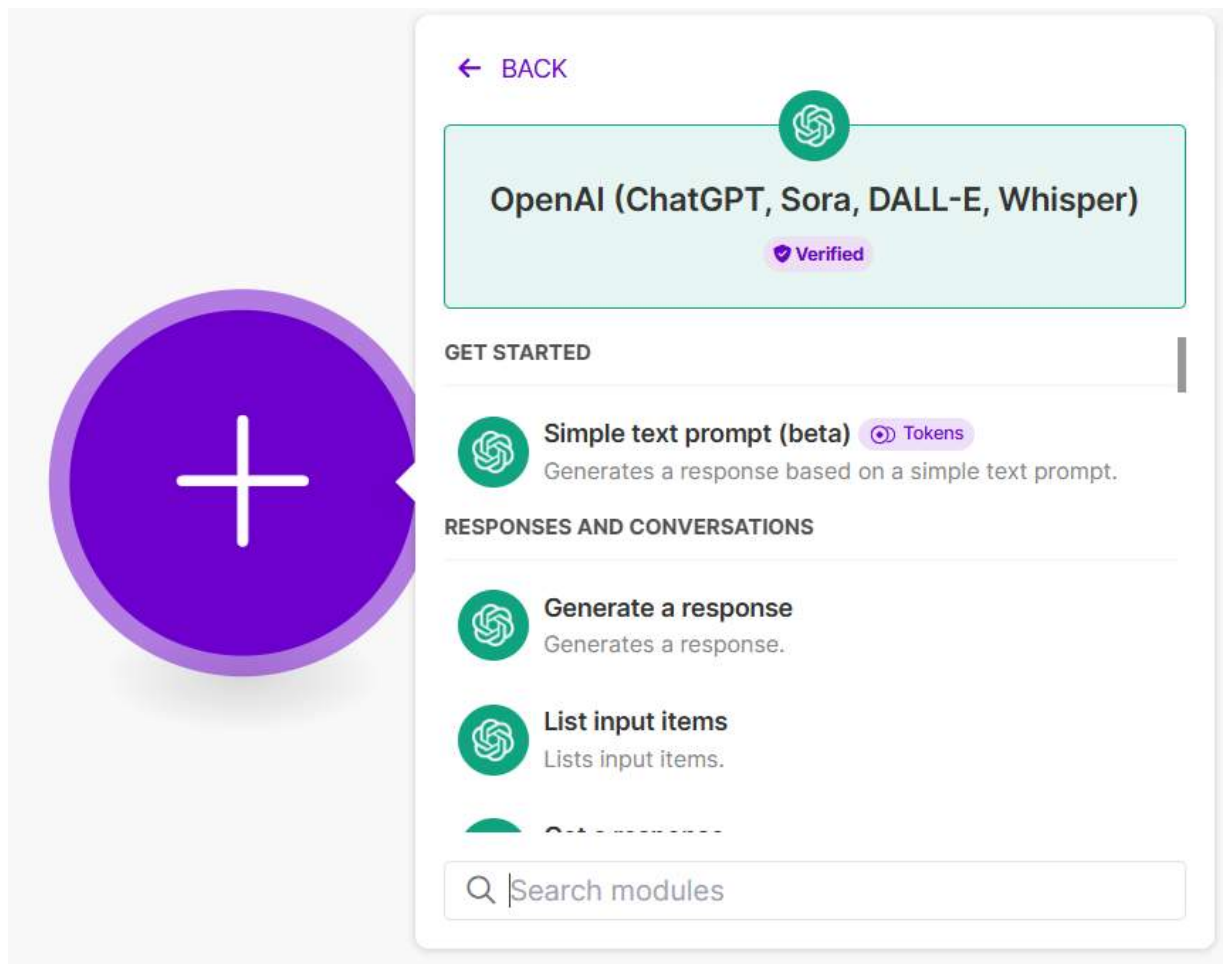 BACK
OpenAI (ChatGPT, Sora, DALL-E, Whisper)
Verified
GET STARTED
Simple text prompt (beta) Tokens
Generates a response based on a simple text prompt.
RESPONSES AND CONVERSATIONS
Generate a response
Generates a response.
List input items
Lists input items.
Search modules